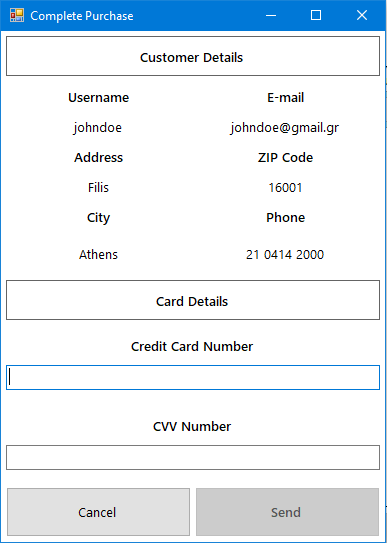 Complete Purchase
Customer Details
Username E-mail
johndoe johndoe@gmail.gr
Address ZIP Code
Filis 16001
City Phone
Athens 21 0414 2000
Card Details
Credit Card Number
CVV Number
Cancel Send